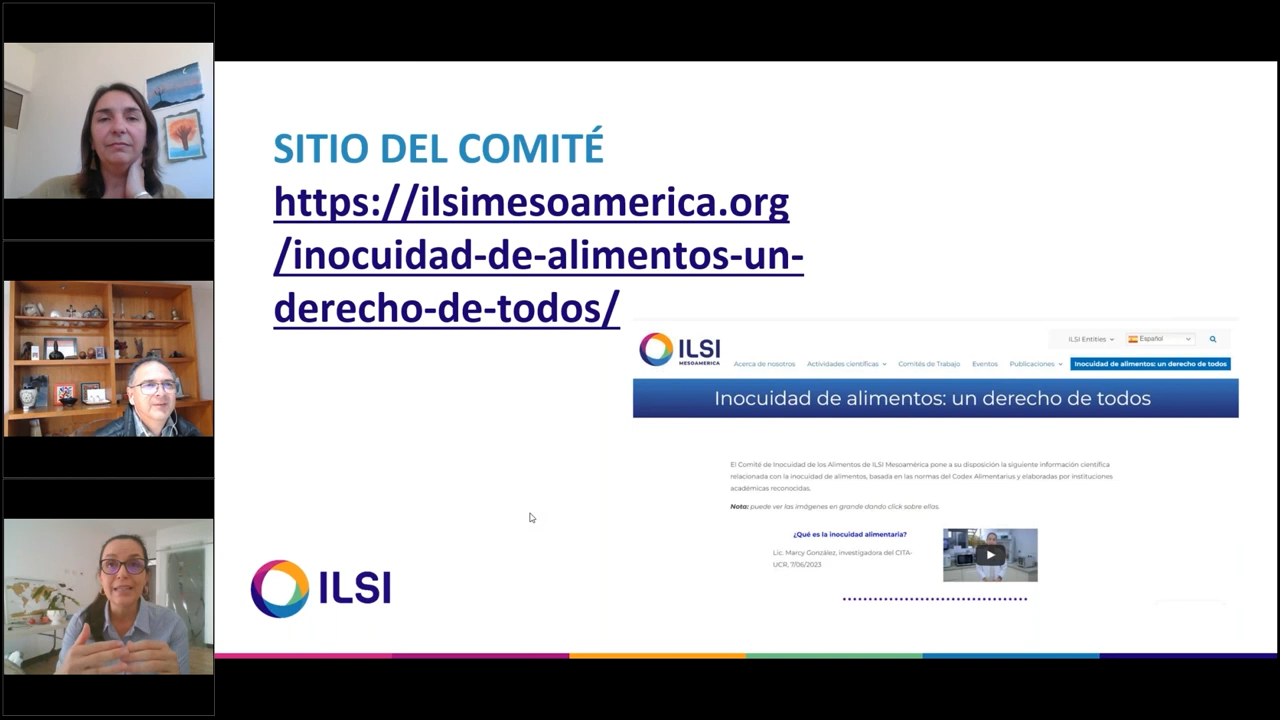 SITIO DEL COMITÉ
https://ilsimesoamerica.org
/inocuidad-de-alimentos-un-
derecho-de-todos/
ILSI
MESOAMERICA
ILSI Entities
Español
Acerca de nosotros Actividades científicas Comités de Trabajo Eventos Publicaciones Inocuidad de alimentos: un derecho de todos
Inocuidad de alimentos: un derecho de todos
El Comité de Inocuidad de los Alimentos de ILSI Mesoamérica pone a su disposición la siguiente información científica
relacionada con la inocuidad de alimentos, basada en las normas del Codex Alimentarius y elaboradas por instituciones
académicas reconocidas.
Nota: puede ver las imágenes en grande dando click sobre ellas.
¿Qué es la inocuidad alimentaria?
Lic. Marcy González, investigadora del CITA-
UCR, 7/06/2023
ILSI